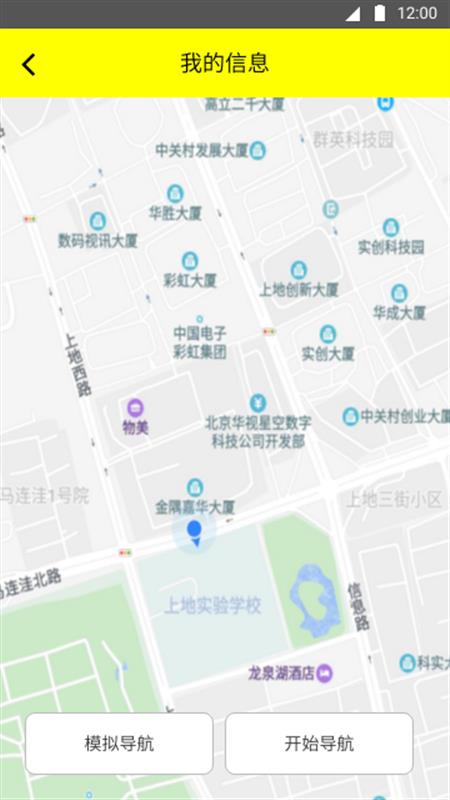 12:00
我的信息
高立二千大厦
中关村发展大厦
群英科技园
华胜大厦
数码视讯大厦
实创科技园
彩虹大厦
上地创新大厦
华成大厦
中国电子
彩虹集团
实创大厦
上地西路
物美
北京华视星空数字
科技公司开发部
中关村创业大厦
马连洼1号院
金隅嘉华大厦
上地三街小区
马连洼北路
上地实验学校
信息路
龙泉湖酒店
科实大
模拟导航
开始导航